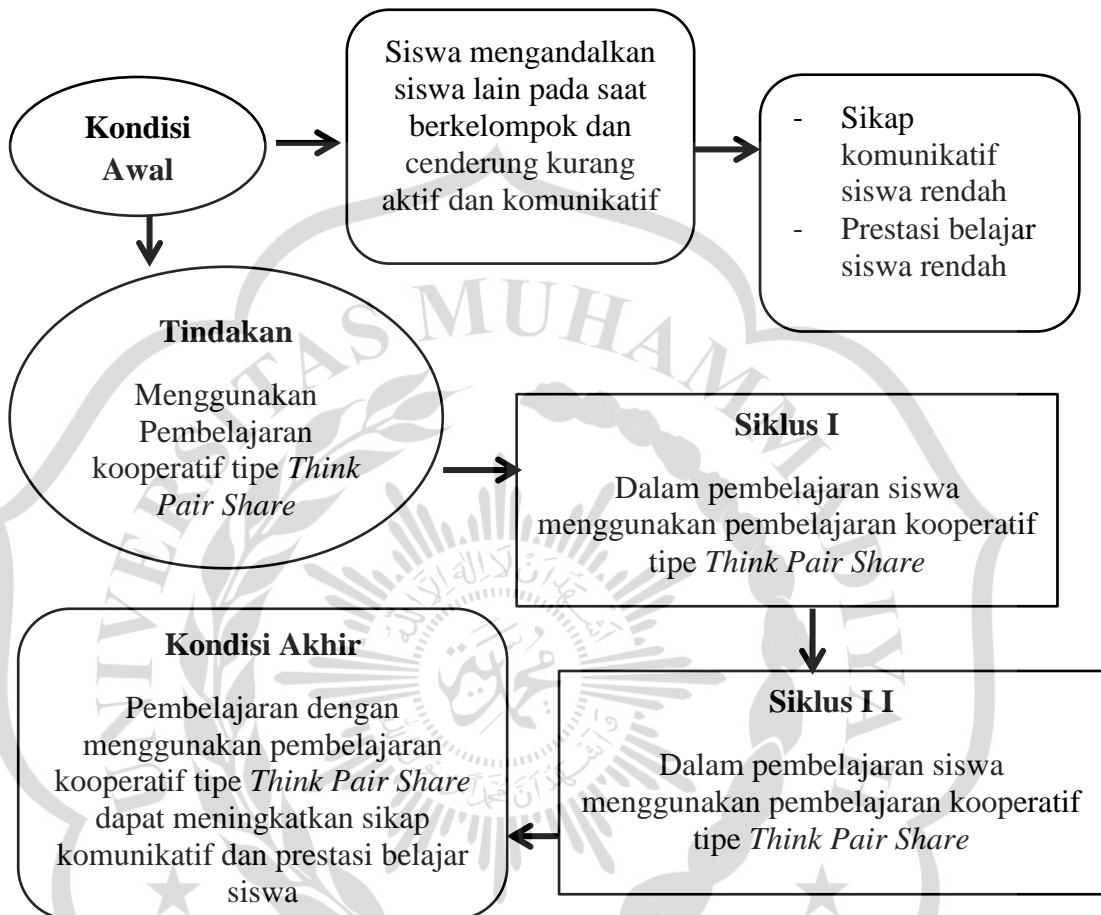 Kondisi
Awal
Siswa mengandalkan
siswa lain pada saat
berkelompok dan
cenderung kurang
aktif dan komunikatif
- Sikap
komunikatif
siswa rendah
- Prestasi belajar
siswa rendah
Tindakan
Menggunakan
Pembelajaran
kooperatif tipe Think
Pair Share
Siklus I
Dalam pembelajaran siswa
menggunakan pembelajaran kooperatif
tipe Think Pair Share
Siklus I I
Dalam pembelajaran siswa
menggunakan pembelajaran kooperatif
tipe Think Pair Share
Kondisi Akhir
Pembelajaran dengan
menggunakan pembelajaran
kooperatif tipe Think Pair Share
dapat meningkatkan sikap
komunikatif dan prestasi belajar
siswa
UNIVERSITAS MUHAMMADIYAH